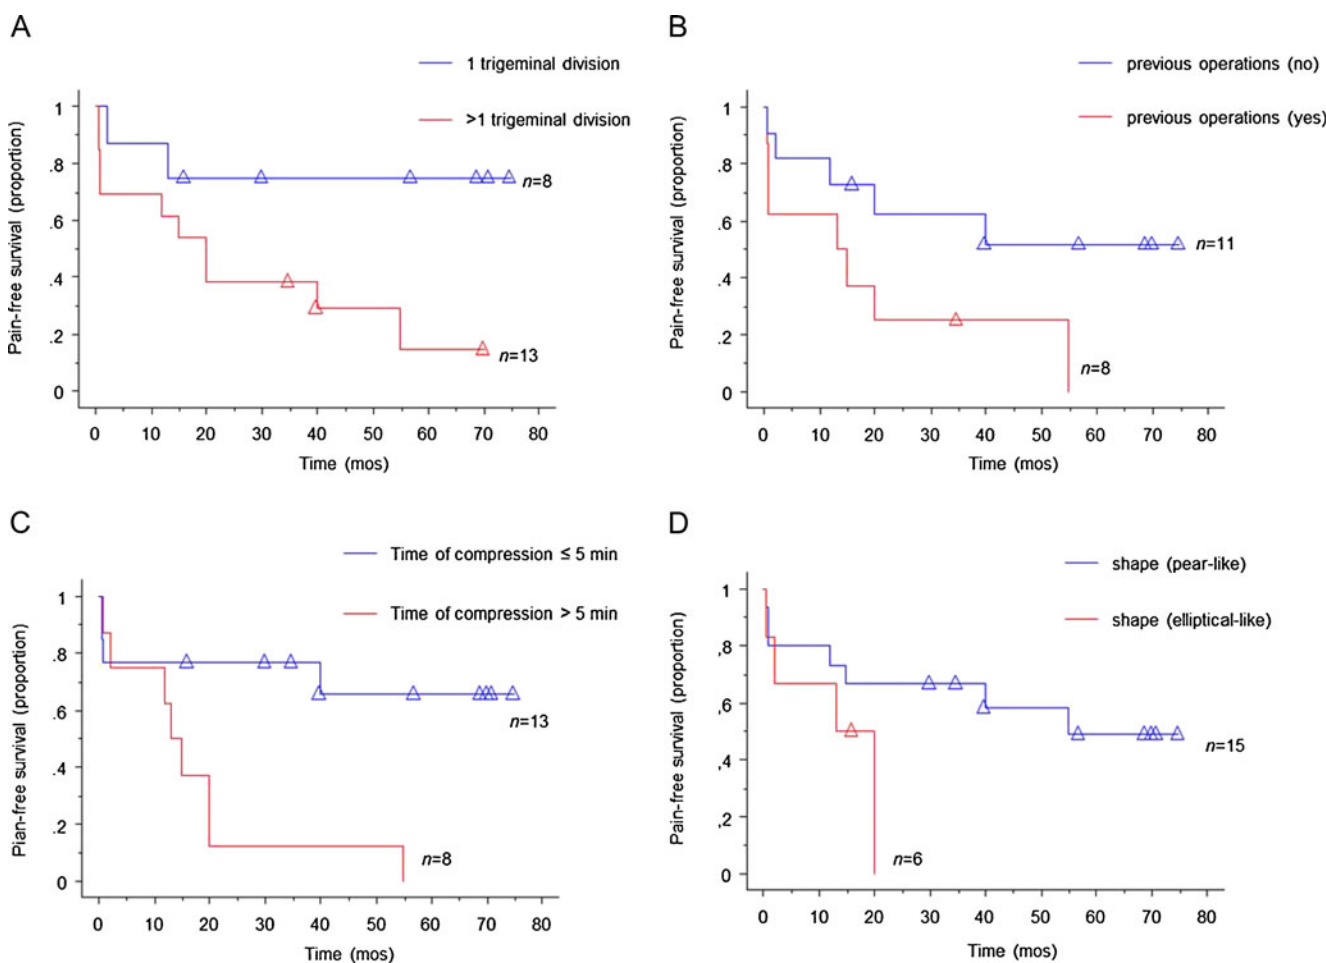 A
1 trigeminal division
>1 trigeminal division
Pain-free survival (proportion)
1
.8
.6
.4
.2
0
n=8
n=13
0 10 20 30 40 50 60 70 80
Time (mos)
B
previous operations (no)
previous operations (yes)
Pain-free survival (proportion)
1
.8
.6
.4
.2
0
n=11
n=8
0 10 20 30 40 50 60 70 80
Time (mos)
C
Time of compression ≤ 5 min
Time of compression > 5 min
Pian-free survival (proportion)
1
.8
.6
.4
.2
0
n=13
n=8
0 10 20 30 40 50 60 70 80
Time (mos)
D
shape (pear-like)
shape (elliptical-like)
Pain-free survival (proportion)
1
.8
.6
,4
.2
0
n=15
n=6
0 10 20 30 40 50 60 70 80
Time (mos)